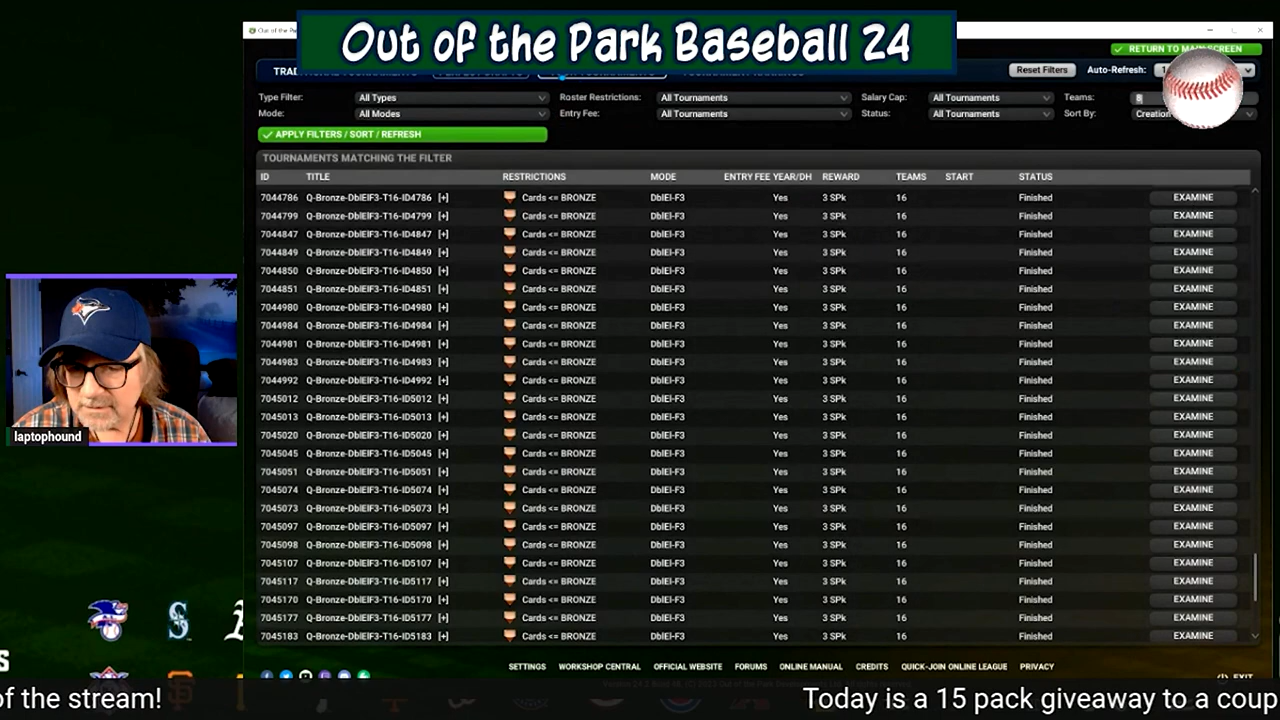 Out of the Park Baseball 24
RETURN TO MAIN SCREEN
Reset Filters Auto-Refresh:
Type Filter: All Types Roster Restrictions: All Tournaments Salary Cap: All Tournaments Teams: 8
Mode: All Modes Entry Fee: All Tournaments Status: All Tournaments Sort By: Creation
APPLY FILTERS / SORT / REFRESH
TOURNAMENTS MATCHING THE FILTER
ID TITLE RESTRICTIONS MODE ENTRY FEE YEAR/DH REWARD TEAMS START STATUS
7044786 Q-Bronze-DblElF3-T16-ID4786 [+] Cards <= BRONZE DblEl-F3 Yes 3 SPk 16 Finished EXAMINE
7044799 Q-Bronze-DblElF3-T16-ID4799 [+] Cards <= BRONZE DblEl-F3 Yes 3 SPk 16 Finished EXAMINE
7044847 Q-Bronze-DblElF3-T16-ID4847 [+] Cards <= BRONZE DblEl-F3 Yes 3 SPk 16 Finished EXAMINE
7044849 Q-Bronze-DblElF3-T16-ID4849 [+] Cards <= BRONZE DblEl-F3 Yes 3 SPk 16 Finished EXAMINE
7044850 Q-Bronze-DblElF3-T16-ID4850 [+] Cards <= BRONZE DblEl-F3 Yes 3 SPk 16 Finished EXAMINE
7044851 Q-Bronze-DblElF3-T16-ID4851 [+] Cards <= BRONZE DblEl-F3 Yes 3 SPk 16 Finished EXAMINE
7044980 Q-Bronze-DblElF3-T16-ID4980 [+] Cards <= BRONZE DblEl-F3 Yes 3 SPk 16 Finished EXAMINE
7044984 Q-Bronze-DblElF3-T16-ID4984 [+] Cards <= BRONZE DblEl-F3 Yes 3 SPk 16 Finished EXAMINE
7044981 Q-Bronze-DblElF3-T16-ID4981 [+] Cards <= BRONZE DblEl-F3 Yes 3 SPk 16 Finished EXAMINE
7044983 Q-Bronze-DblElF3-T16-ID4983 [+] Cards <= BRONZE DblEl-F3 Yes 3 SPk 16 Finished EXAMINE
7044992 Q-Bronze-DblElF3-T16-ID4992 [+] Cards <= BRONZE DblEl-F3 Yes 3 SPk 16 Finished EXAMINE
7045012 Q-Bronze-DblElF3-T16-ID5012 [+] Cards <= BRONZE DblEl-F3 Yes 3 SPk 16 Finished EXAMINE
7045013 Q-Bronze-DblElF3-T16-ID5013 [+] Cards <= BRONZE DblEl-F3 Yes 3 SPk 16 Finished EXAMINE
7045020 Q-Bronze-DblElF3-T16-ID5020 [+] Cards <= BRONZE DblEl-F3 Yes 3 SPk 16 Finished EXAMINE
7045045 Q-Bronze-DblElF3-T16-ID5045 [+] Cards <= BRONZE DblEl-F3 Yes 3 SPk 16 Finished EXAMINE
7045051 Q-Bronze-DblElF3-T16-ID5051 [+] Cards <= BRONZE DblEl-F3 Yes 3 SPk 16 Finished EXAMINE
7045074 Q-Bronze-DblElF3-T16-ID5074 [+] Cards <= BRONZE DblEl-F3 Yes 3 SPk 16 Finished EXAMINE
7045073 Q-Bronze-DblElF3-T16-ID5073 [+] Cards <= BRONZE DblEl-F3 Yes 3 SPk 16 Finished EXAMINE
7045097 Q-Bronze-DblElF3-T16-ID5097 [+] Cards <= BRONZE DblEl-F3 Yes 3 SPk 16 Finished EXAMINE
7045098 Q-Bronze-DblElF3-T16-ID5098 [+] Cards <= BRONZE DblEl-F3 Yes 3 SPk 16 Finished EXAMINE
7045107 Q-Bronze-DblElF3-T16-ID5107 [+] Cards <= BRONZE DblEl-F3 Yes 3 SPk 16 Finished EXAMINE
7045117 Q-Bronze-DblElF3-T16-ID5117 [+] Cards <= BRONZE DblEl-F3 Yes 3 SPk 16 Finished EXAMINE
7045170 Q-Bronze-DblElF3-T16-ID5170 [+] Cards <= BRONZE DblEl-F3 Yes 3 SPk 16 Finished EXAMINE
7045177 Q-Bronze-DblElF3-T16-ID5177 [+] Cards <= BRONZE DblEl-F3 Yes 3 SPk 16 Finished EXAMINE
7045183 Q-Bronze-DblElF3-T16-ID5183 [+] Cards <= BRONZE DblEl-F3 Yes 3 SPk 16 Finished EXAMINE
laptophound
SETTINGS WORKSHOP CENTRAL OFFICIAL WEBSITE FORUMS ONLINE MANUAL CREDITS QUICK-JOIN ONLINE LEAGUE PRIVACY
EXIT
of the stream! Today is a 15 pack giveaway to a coup